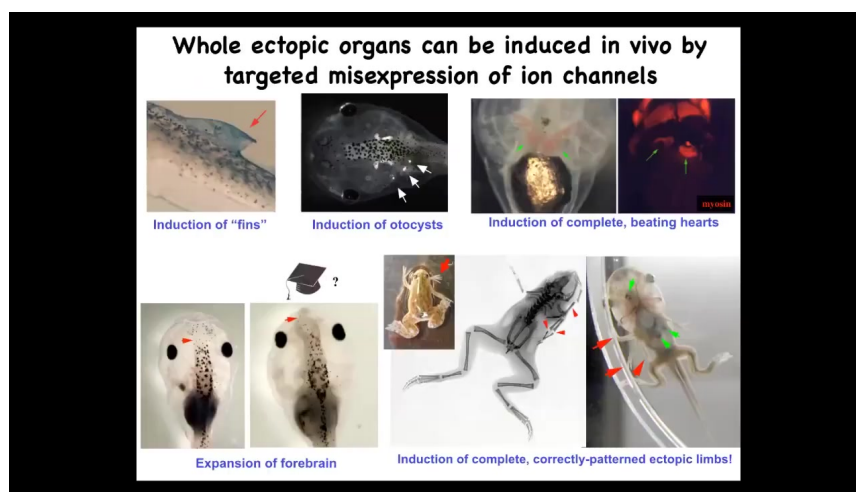 Whole ectopic organs can be induced in vivo by
targeted misexpression of ion channels
myosin
Induction of "fins"
Induction of otocysts
Induction of complete, beating hearts
?
Expansion of forebrain
Induction of complete, correctly-patterned ectopic limbs!